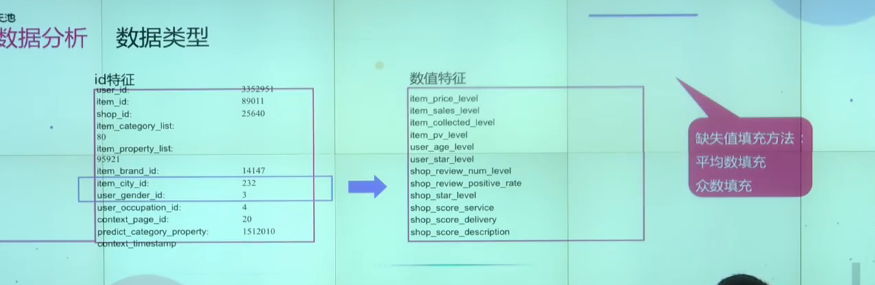 天池
数据分析 数据类型
id特征
user_id: 3352951
item_id: 89011
shop_id: 25640
item_category_list:
80
item_property_list:
95921
item_brand_id: 14147
item_city_id: 232
user_gender_id: 3
user_occupation_id: 4
context_page_id: 20
predict_category_property: 1512010
context_timestamp
数值特征
item_price_level
item_sales_level
item_collected_level
item_pv_level
user_age_level
user_star_level
shop_review_num_level
shop_review_positive_rate
shop_star_level
shop_score_service
shop_score_delivery
shop_score_description
缺失值填充方法：
平均数填充
众数填充